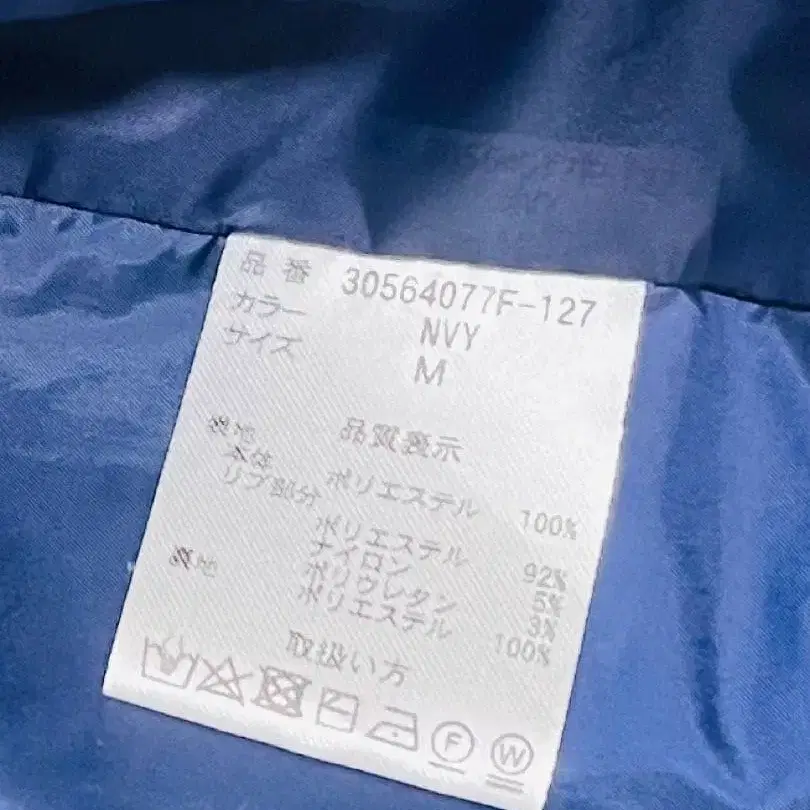 品番 30564077F-127
カラー NVY
サイズ M
品質表示
表地
本体 ポリエステル 100%
リブ部分 ポリエステル 92%
ナイロン 5%
ポリウレタン 3%
裏地 ポリエステル 100%
取扱い方
F W